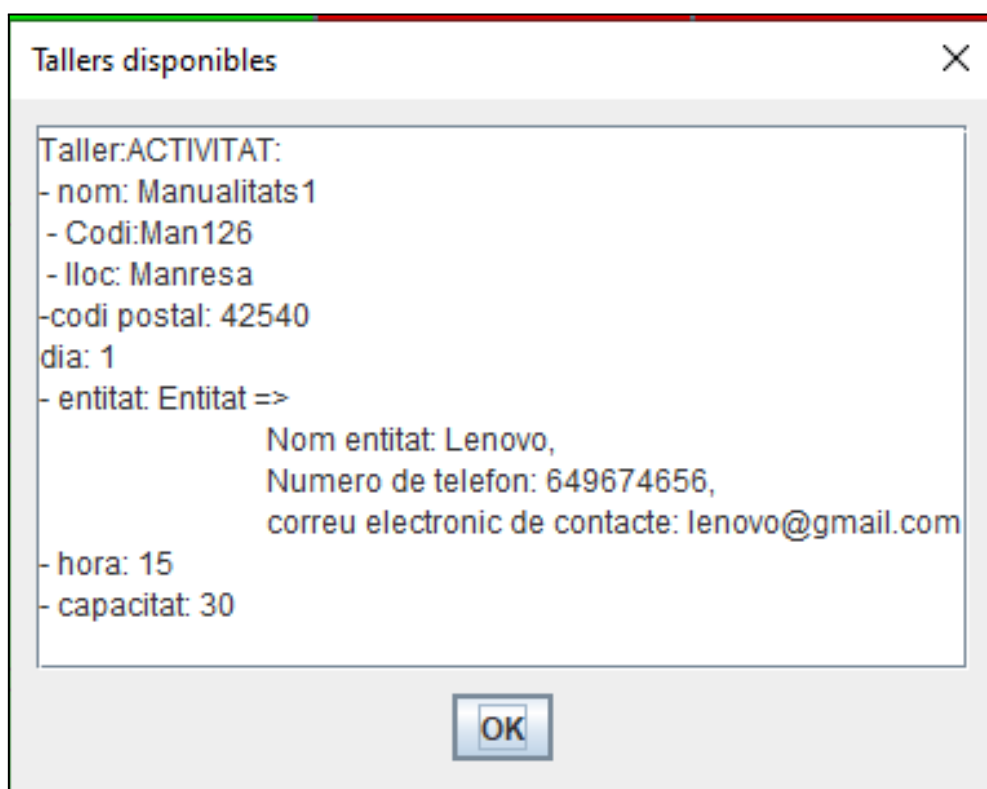 Tallers disponibles
Taller:ACTIVITAT:
- nom: Manualitats1
- Codi:Man126
- lloc: Manresa
-codi postal: 42540
dia: 1
- entitat: Entitat =>
Nom entitat: Lenovo,
Numero de telefon: 649674656,
correu electronic de contacte: lenovo@gmail.com
- hora: 15
- capacitat: 30
OK